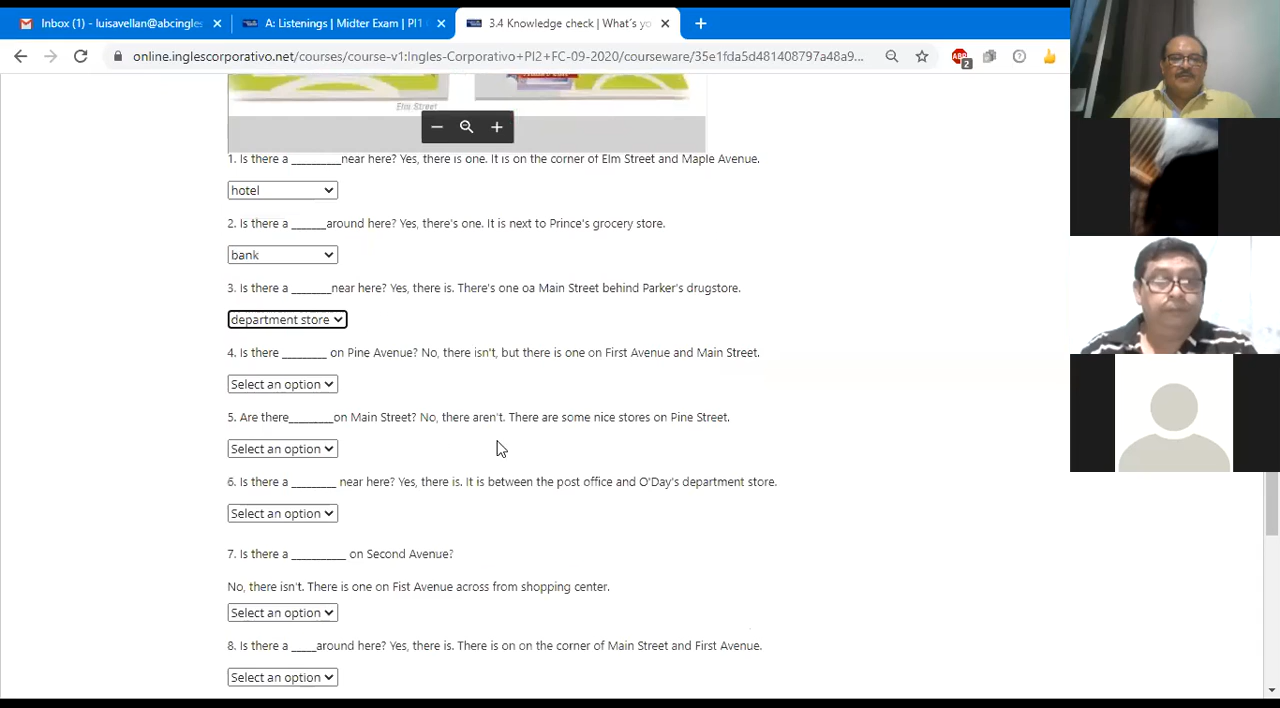 Inbox (1) - luisavellan@abcingles
A: Listenings | Midter Exam | PI1
3.4 Knowledge check | What's yo
online.inglescorporativo.net/courses/course-v1:Ingles-Corporativo+PI2+FC-09-2020/courseware/35e1fda5d481408797a48a9...
2
Elm Street
1. Is there a __________near here? Yes, there is one. It is on the corner of Elm Street and Maple Avenue.
hotel
2. Is there a _______around here? Yes, there's one. It is next to Prince's grocery store.
bank
3. Is there a ________near here? Yes, there is. There's one oa Main Street behind Parker's drugstore.
department store
4. Is there _________ on Pine Avenue? No, there isn't, but there is one on First Avenue and Main Street.
Select an option
5. Are there_________on Main Street? No, there aren't. There are some nice stores on Pine Street.
Select an option
6. Is there a _________ near here? Yes, there is. It is between the post office and O'Day's department store.
Select an option
7. Is there a ___________ on Second Avenue?
No, there isn't. There is one on Fist Avenue across from shopping center.
Select an option
8. Is there a _____around here? Yes, there is. There is on on the corner of Main Street and First Avenue.
Select an option